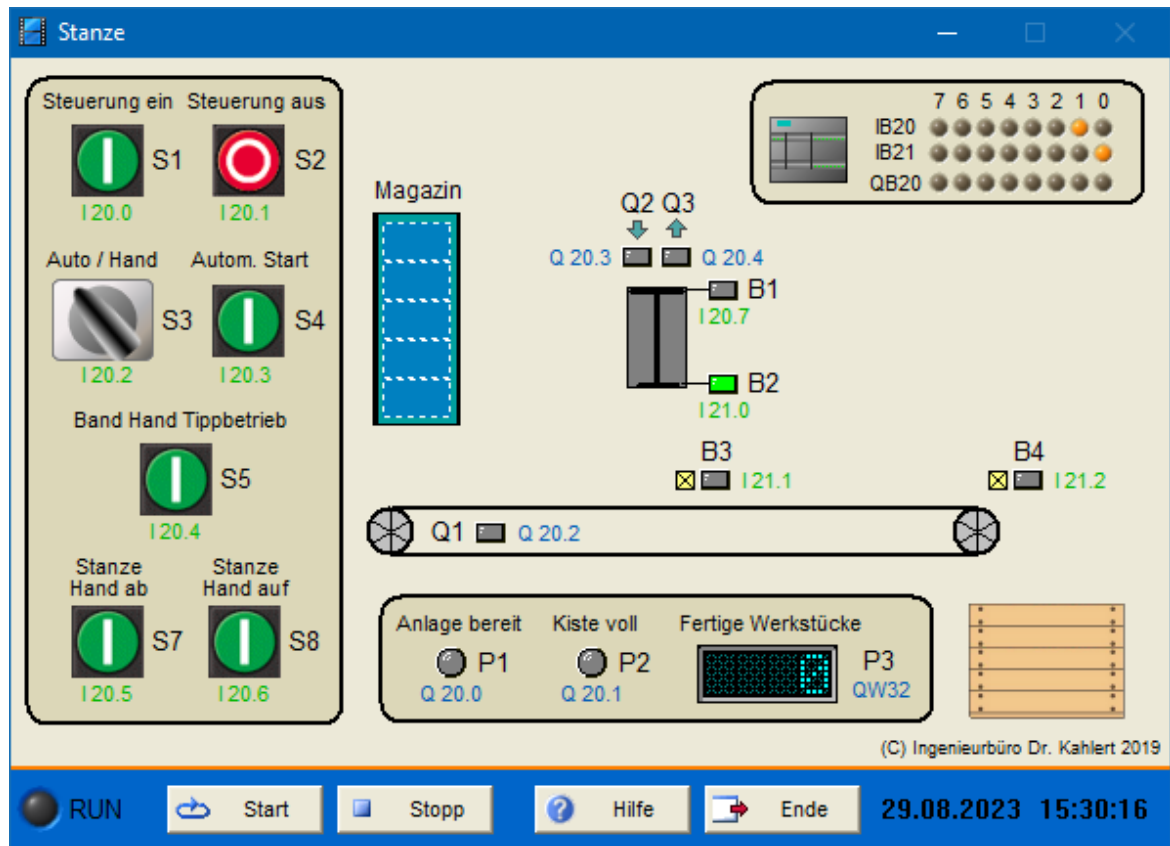 Stanze
Steuerung ein Steuerung aus
S1 S2
I 20.0 I 20.1
Auto / Hand Autom. Start
S3 S4
I 20.2 I 20.3
Band Hand Tippbetrieb
S5
I 20.4
Stanze Stanze
Hand ab Hand auf
S7 S8
I 20.5 I 20.6
Magazin
7 6 5 4 3 2 1 0
IB20
IB21
QB20
Q2 Q3
Q 20.3 Q 20.4
B1
I 20.7
B2
I 21.0
B3
I 21.1
B4
I 21.2
Q1 Q 20.2
Anlage bereit Kiste voll Fertige Werkstücke
P1 P2 P3
Q 20.0 Q 20.1 QW32
0
(C) Ingenieurbüro Dr. Kahlert 2019
RUN Start Stopp Hilfe Ende 29.08.2023 15:30:16